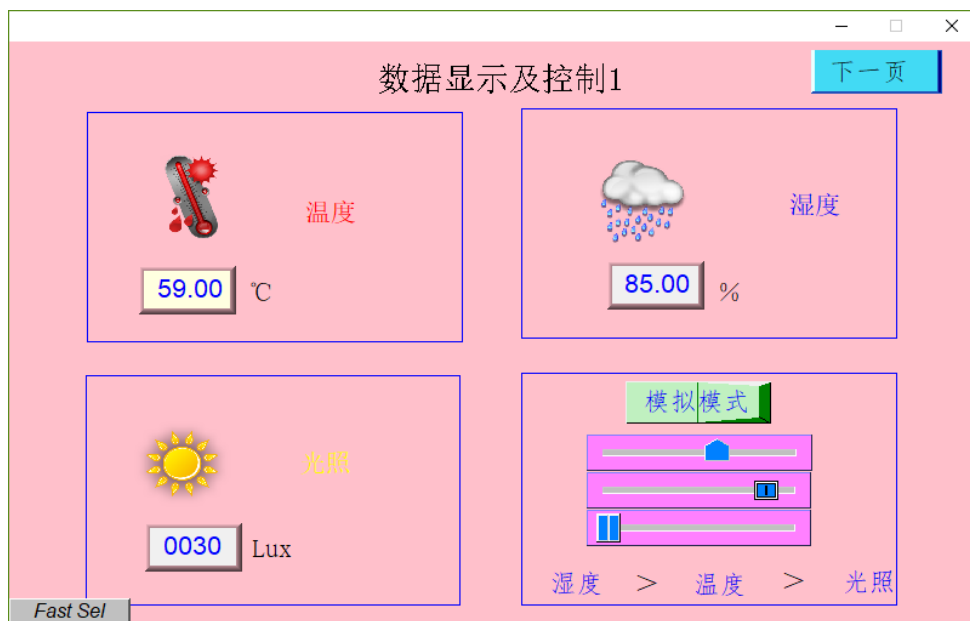 数据显示及控制1
下一页
温度
湿度
59.00 ℃
85.00 %
模拟模式
光照
0030 Lux
湿度 > 温度 > 光照
Fast Sel